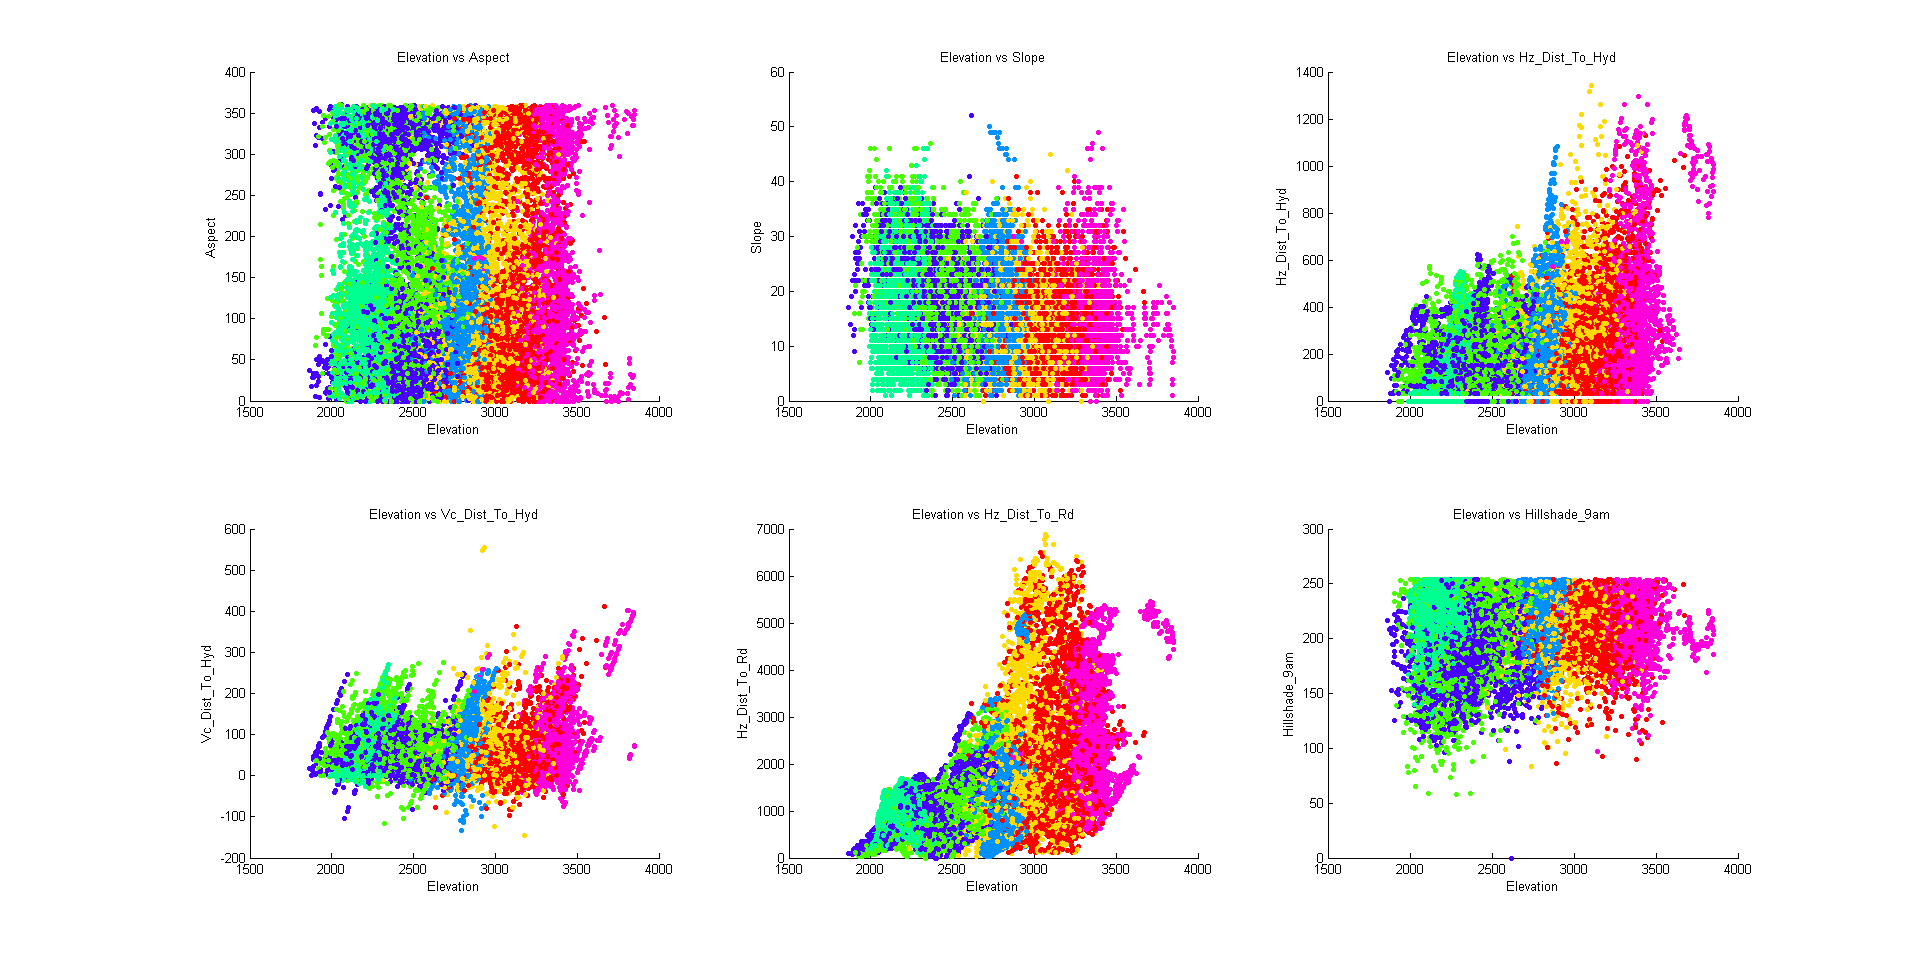 Elevation vs Aspect
Elevation vs Slope
Elevation vs Hz_Dist_To_Hyd
400
350
300
250
200
150
100
50
0
Aspect
1500 2000 2500 3000 3500 4000
Elevation
60
50
40
30
20
10
0
Slope
1500 2000 2500 3000 3500 4000
Elevation
1400
1200
1000
800
600
400
200
0
Hz_Dist_To_Hyd
1500 2000 2500 3000 3500 4000
Elevation
Elevation vs Vc_Dist_To_Hyd
Elevation vs Hz_Dist_To_Rd
Elevation vs Hillshade_9am
600
500
400
300
200
100
0
-100
-200
Vc_Dist_To_Hyd
1500 2000 2500 3000 3500 4000
Elevation
7000
6000
5000
4000
3000
2000
1000
0
Hz_Dist_To_Rd
1500 2000 2500 3000 3500 4000
Elevation
300
250
200
150
100
50
0
Hillshade_9am
1500 2000 2500 3000 3500 4000
Elevation